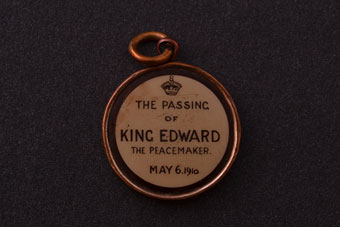 THE PASSING
OF
KING EDWARD
THE PEACEMAKER.
MAY 6.1910